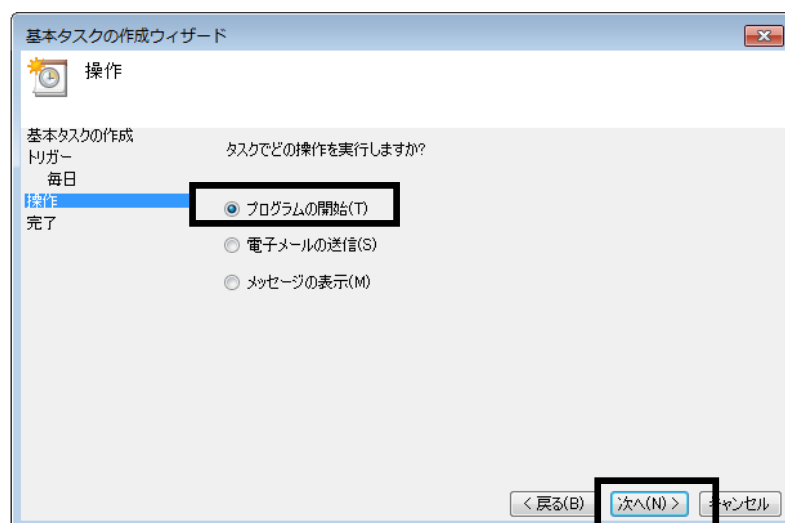 基本タスクの作成ウィザード
操作
基本タスクの作成
トリガー
毎日
操作
完了
タスクでどの操作を実行しますか?
プログラムの開始(T)
電子メールの送信(S)
メッセージの表示(M)
< 戻る(B) 次へ(N) > キャンセル